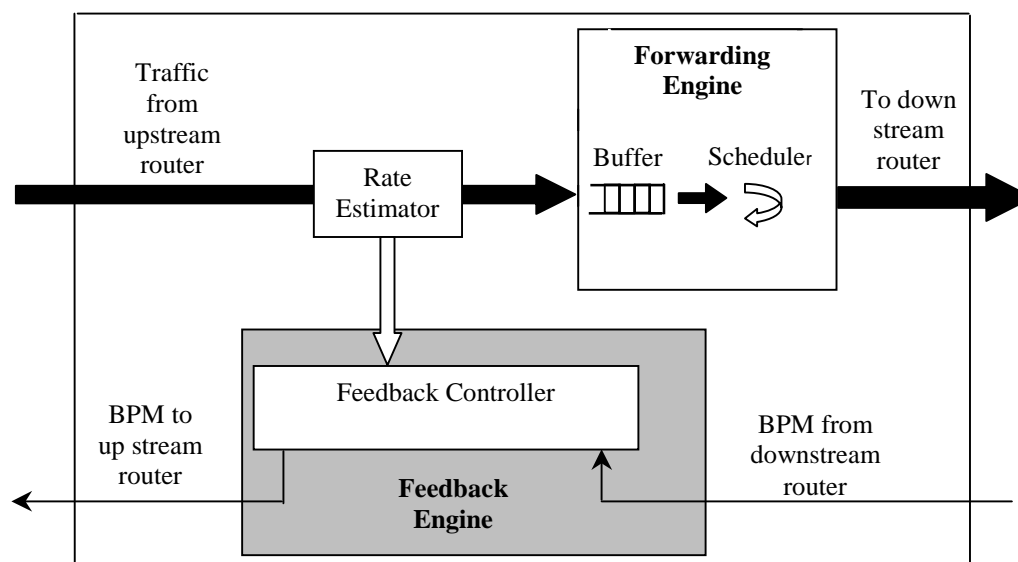 Traffic
from
upstream
router
Rate
Estimator
Forwarding
Engine
Buffer
Scheduler
To down
stream
router
Feedback Controller
BPM to
up stream
router
Feedback
Engine
BPM from
downstream
router